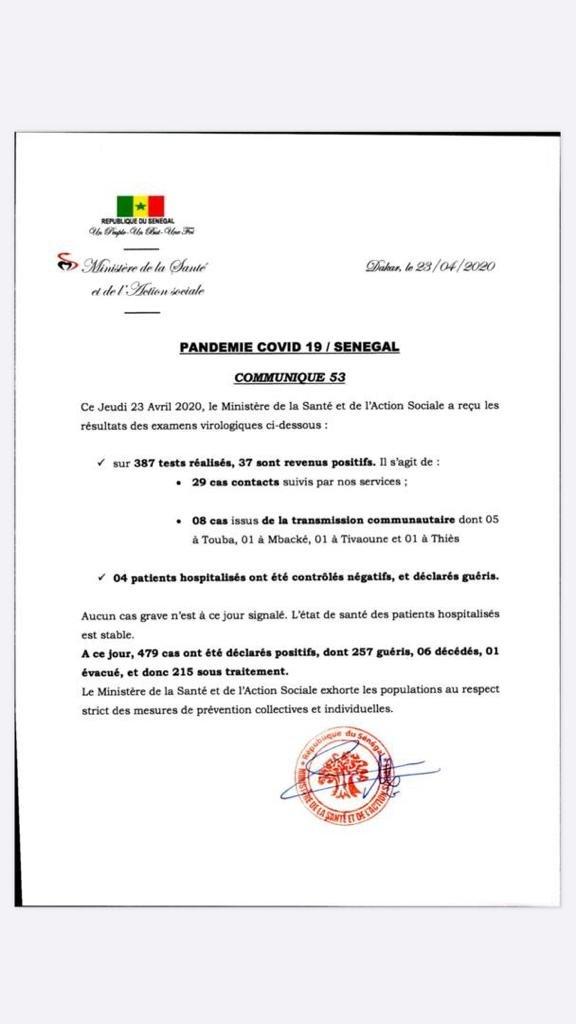 REPUBLIQUE DU SENEGAL
Un Peuple-Un But-Une Foi
Ministère de la Santé
et de l'Action sociale
Dakar, le 23/04/2020
PANDEMIE COVID 19 / SENEGAL
COMMUNIQUE 53
Ce Jeudi 23 Avril 2020, le Ministère de la Santé et de l'Action Sociale a reçu les
résultats des examens virologiques ci-dessous :
✓ sur 387 tests réalisés, 37 sont revenus positifs. Il s'agit de :
• 29 cas contacts suivis par nos services ;
• 08 cas issus de la transmission communautaire dont 05
à Touba, 01 à Mbacké, 01 à Tivaoune et 01 à Thiès
✓ 04 patients hospitalisés ont été contrôlés négatifs, et déclarés guéris.
Aucun cas grave n'est à ce jour signalé. L'état de santé des patients hospitalisés
est stable.
A ce jour, 479 cas ont été déclarés positifs, dont 257 guéris, 06 décédés, 01
évacué, et donc 215 sous traitement.
Le Ministère de la Santé et de l'Action Sociale exhorte les populations au respect
strict des mesures de prévention collectives et individuelles.
République du Sénégal
MINISTÈRE DE LA SANTÉ ET DE L'ACTION SOCIALE